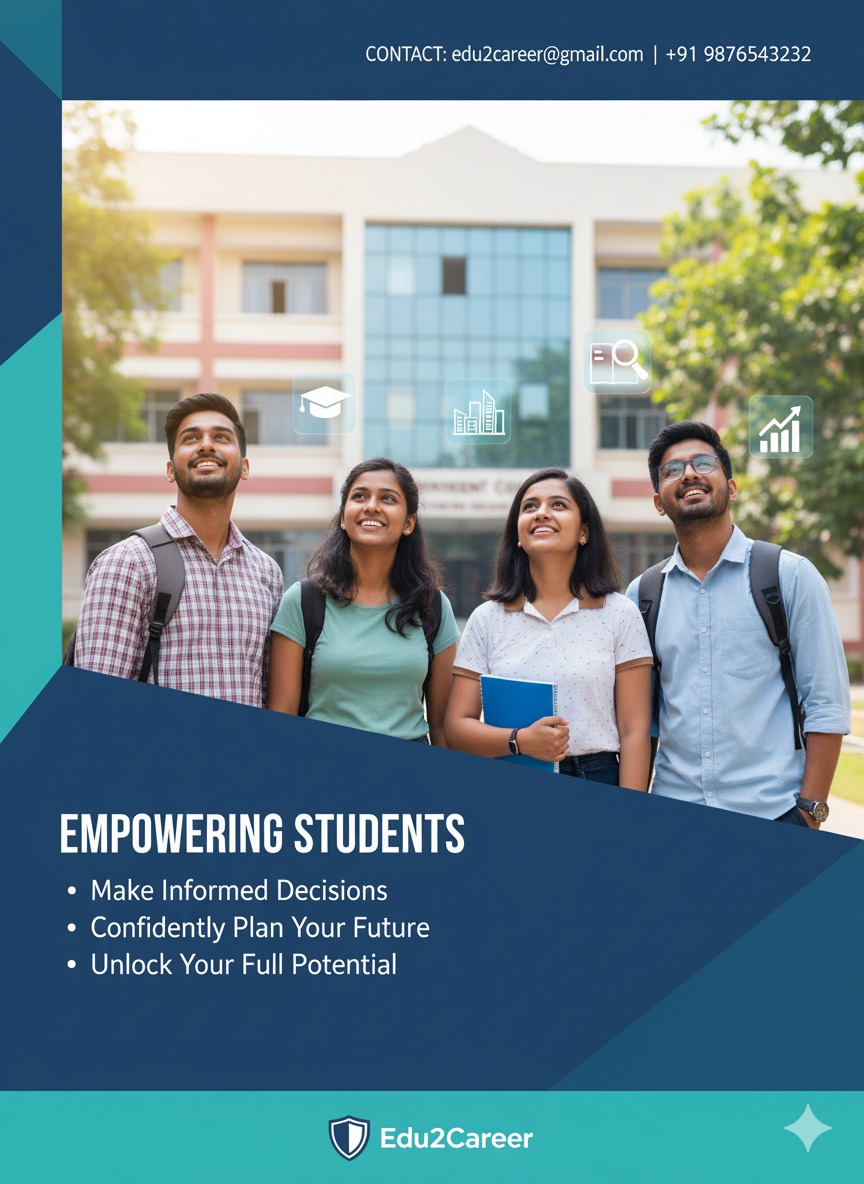 CONTACT: edu2career@gmail.com | +91 9876543232
EMPOWERING STUDENTS
• Make Informed Decisions
• Confidently Plan Your Future
• Unlock Your Full Potential
Edu2Career